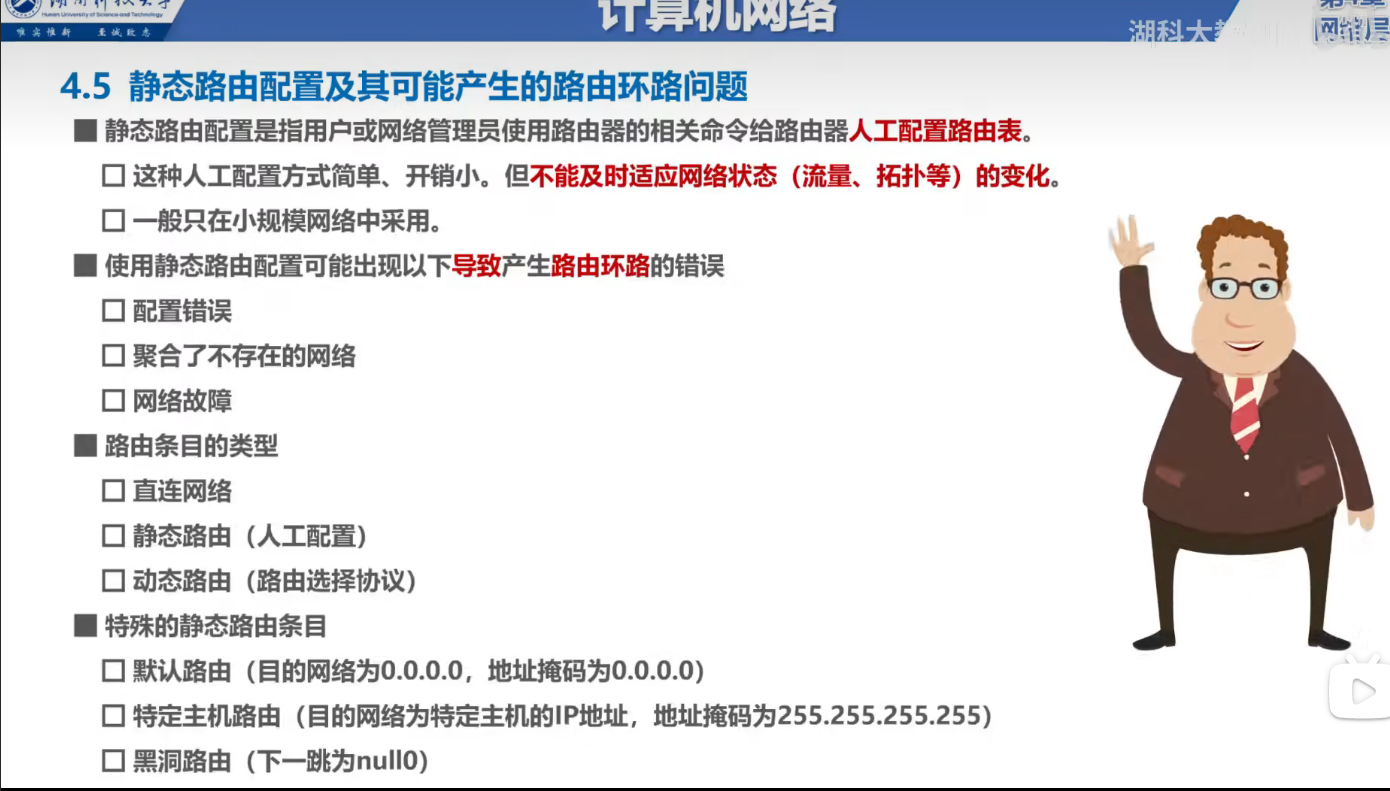 Hunan University of Science and Technology
唯实惟新 至诚致志
计算机网络
湖科大
网络层
4.5 静态路由配置及其可能产生的路由环路问题
静态路由配置是指用户或网络管理员使用路由器的相关命令给路由器人工配置路由表。
这种人工配置方式简单、开销小。但不能及时适应网络状态（流量、拓扑等）的变化。
一般只在小规模网络中采用。
使用静态路由配置可能出现以下导致产生路由环路的错误
配置错误
聚合了不存在的网络
网络故障
路由条目的类型
直连网络
静态路由（人工配置）
动态路由（路由选择协议）
特殊的静态路由条目
默认路由（目的网络为0.0.0.0，地址掩码为0.0.0.0）
特定主机路由（目的网络为特定主机的IP地址，地址掩码为255.255.255.255）
黑洞路由（下一跳为null0）